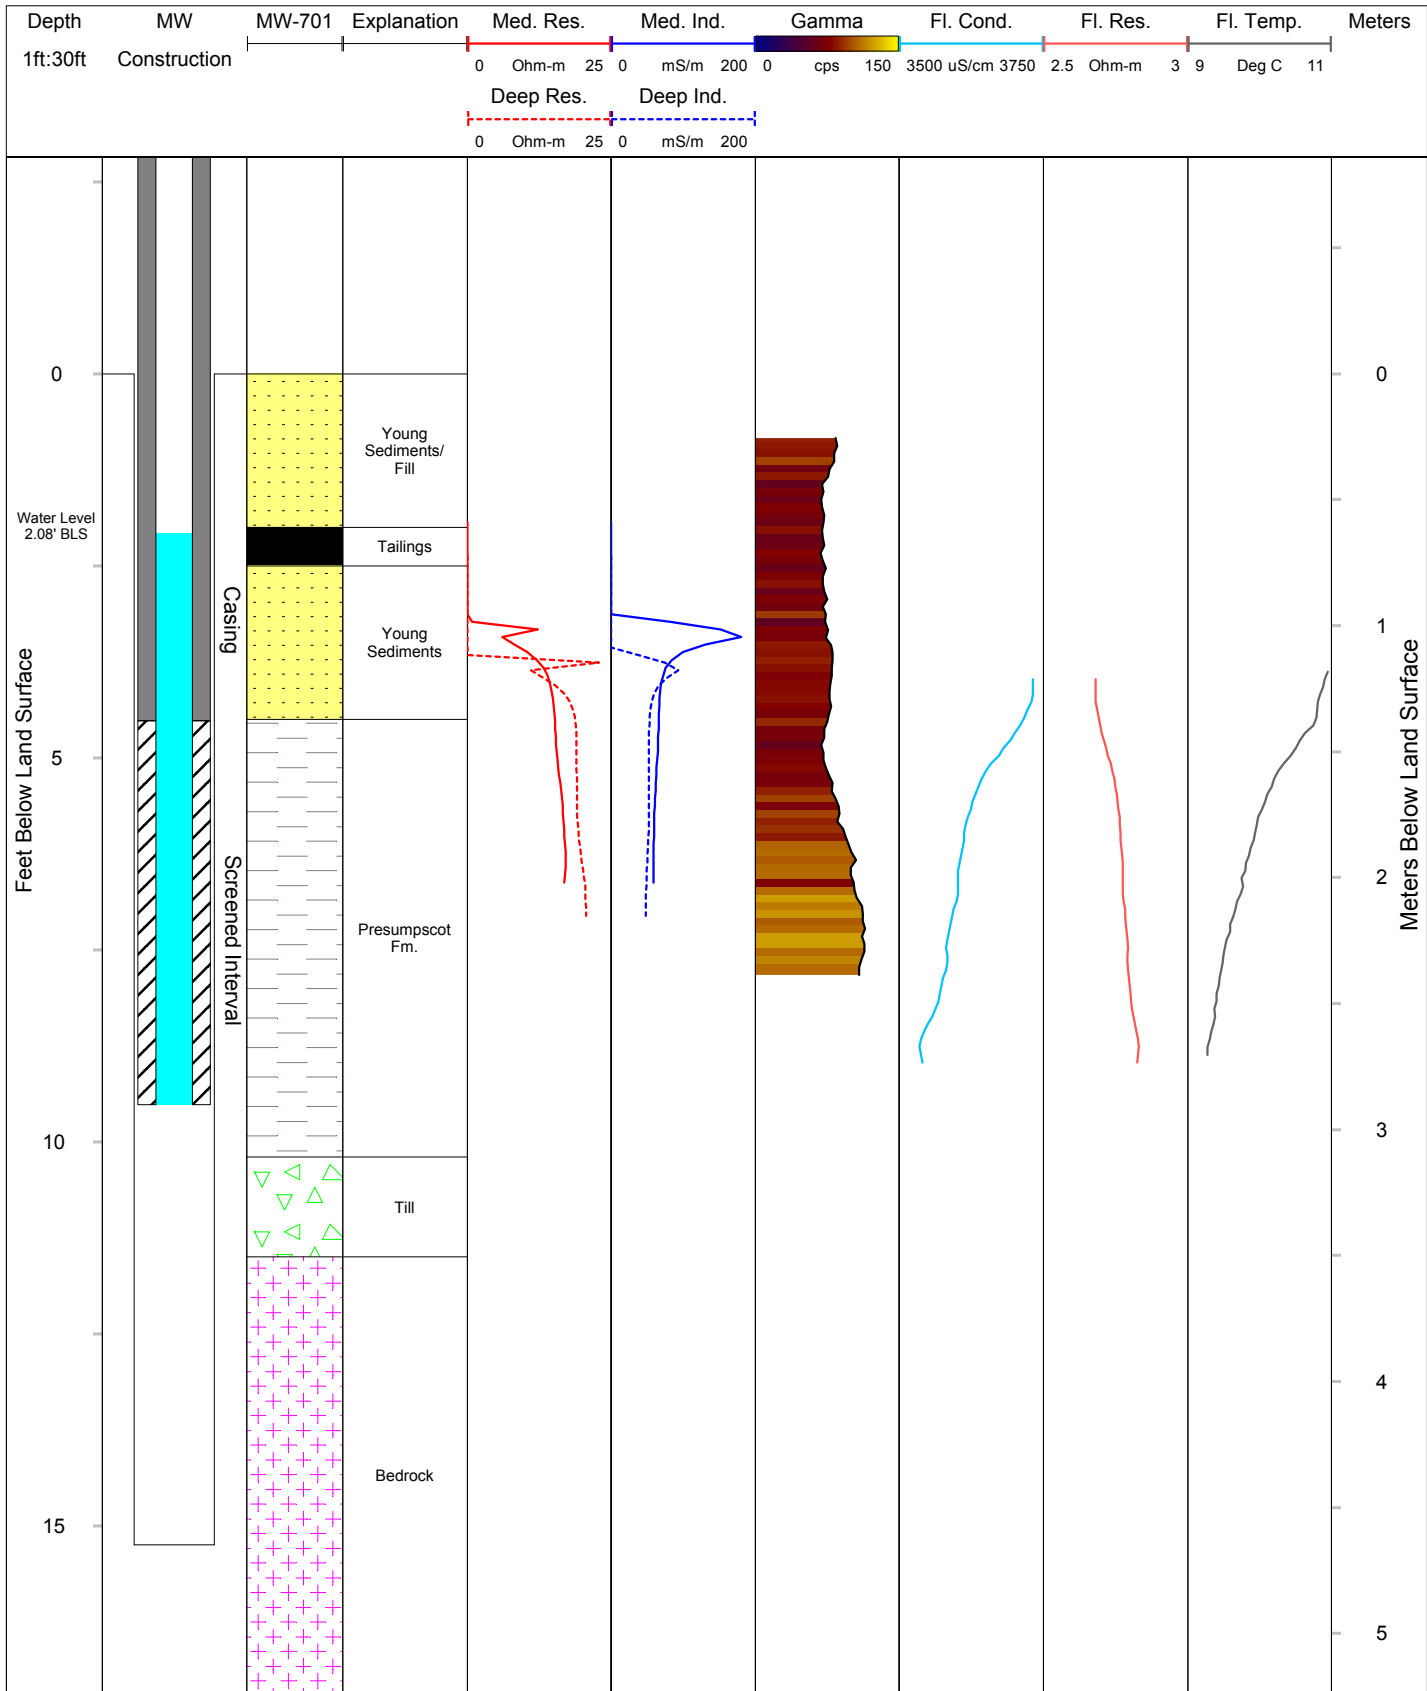 Depth MW MW-701 Explanation Med. Res. Med. Ind. Gamma Fl. Cond. Fl. Res. Fl. Temp. Meters
1ft:30ft Construction 0 Ohm-m 25 0 mS/m 200 0 cps 150 3500 uS/cm 3750 2.5 Ohm-m 3 9 Deg C 11
Deep Res. Deep Ind.
0 Ohm-m 25 0 mS/m 200
0 0
Young
Sediments/
Fill
Water Level
2.08' BLS
Tailings
Casing
1
Young
Sediments
Feet Below Land Surface
Meters Below Land Surface
5
Screened Interval
2
Presumpscot
Fm.
10 3
Till
4
Bedrock
15
5